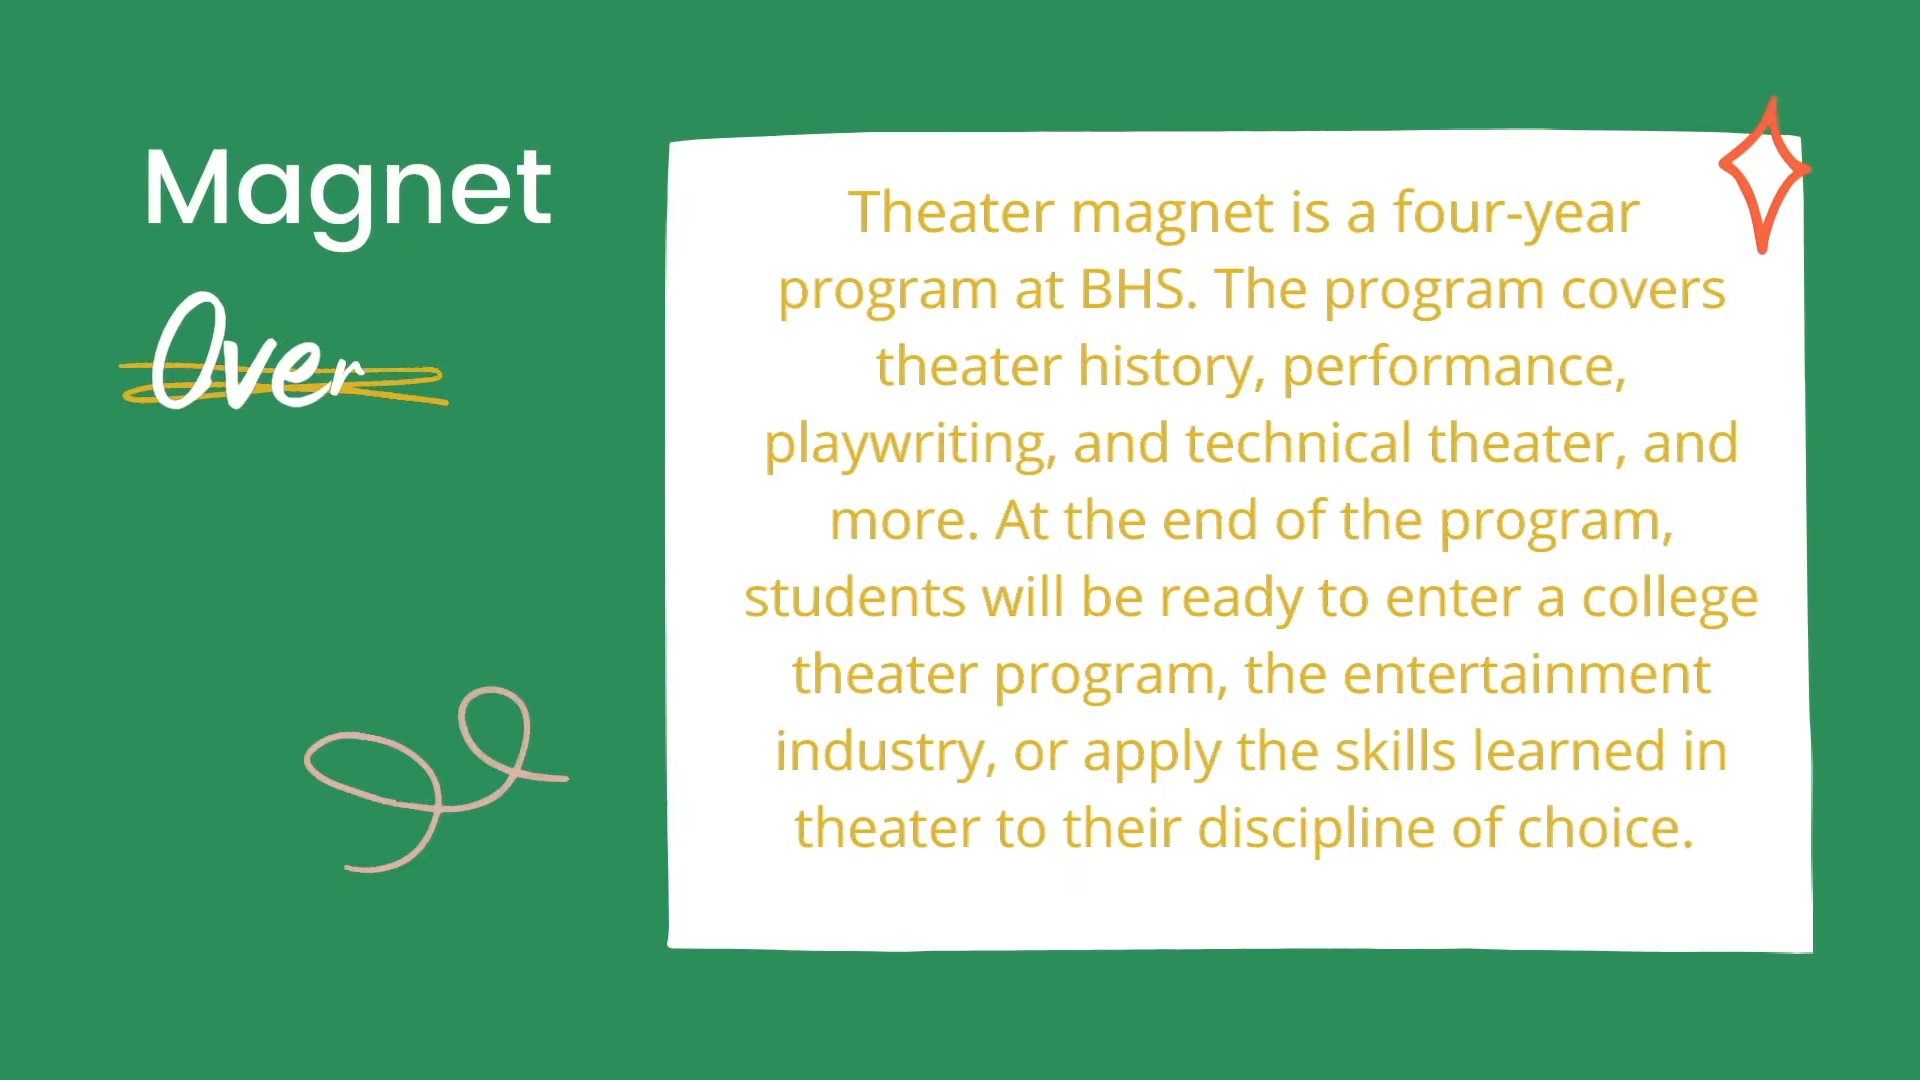 Magnet
Over
Theater magnet is a four-year
program at BHS. The program covers
theater history, performance,
playwriting, and technical theater, and
more. At the end of the program,
students will be ready to enter a college
theater program, the entertainment
industry, or apply the skills learned in
theater to their discipline of choice.